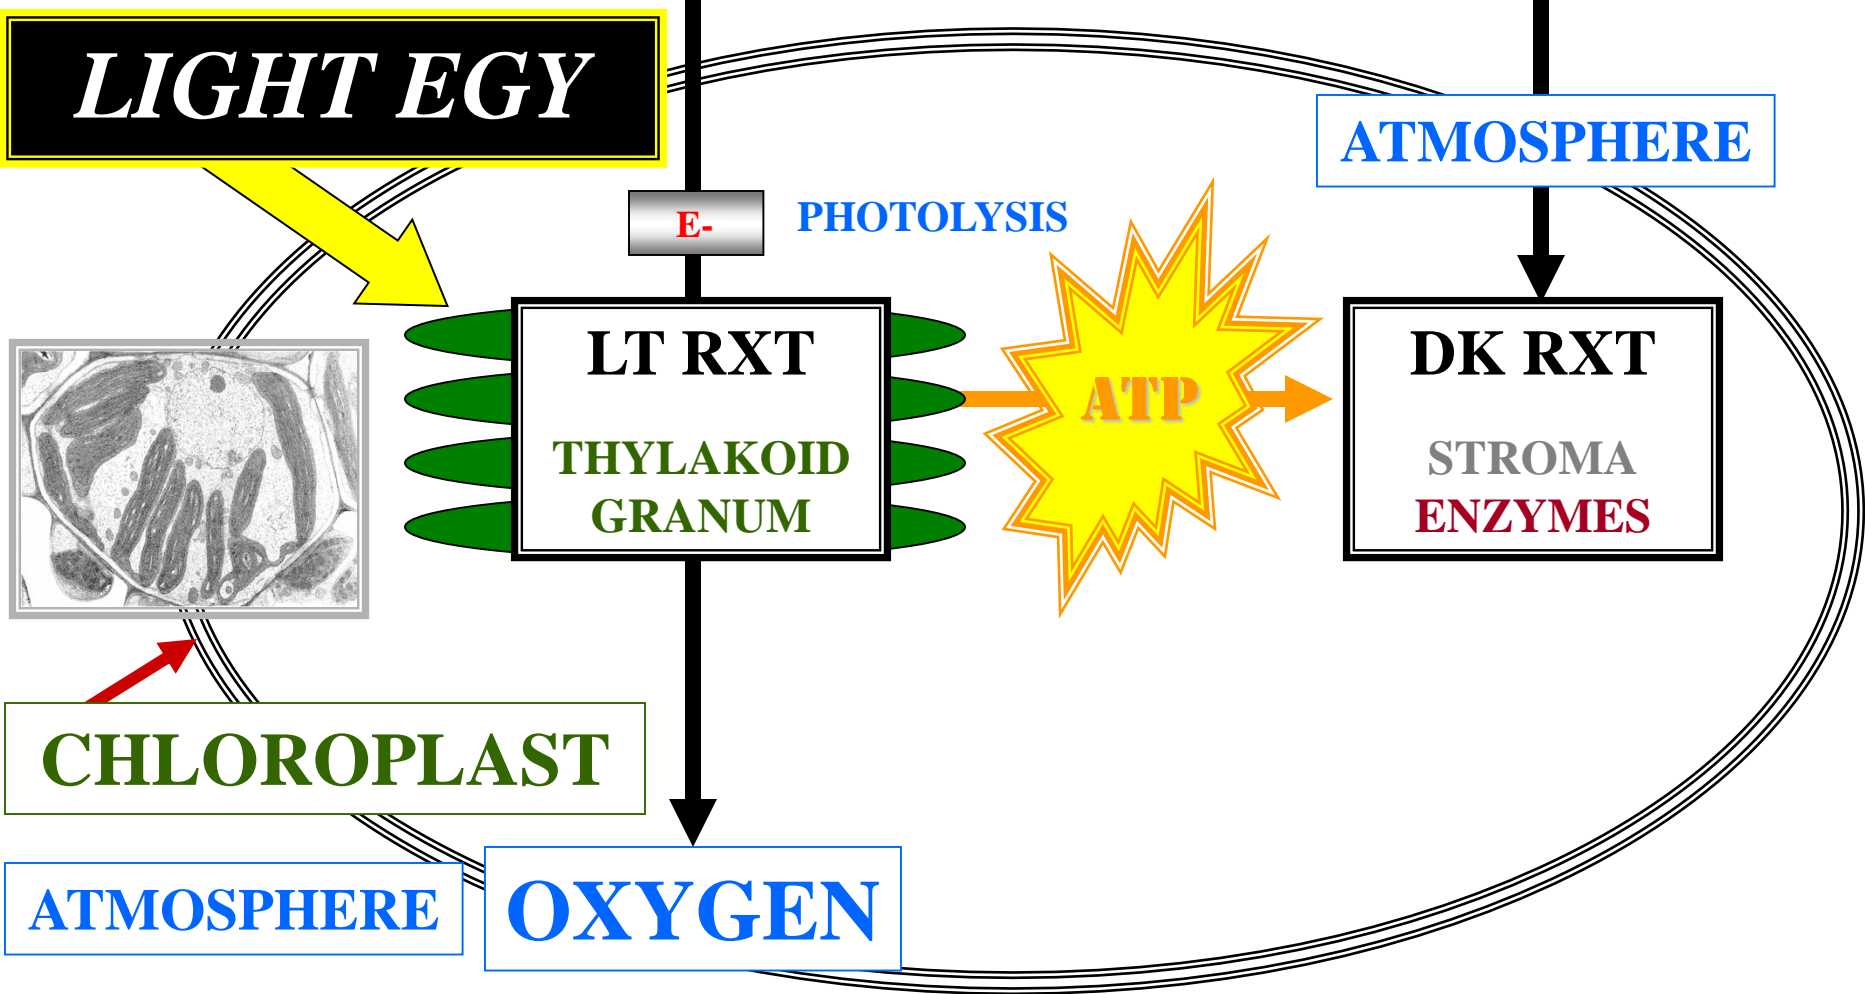 LIGHT EGY
ATMOSPHERE
E-
PHOTOLYSIS
LT RXT
THYLAKOID
GRANUM
ATP
DK RXT
STROMA
ENZYMES
CHLOROPLAST
ATMOSPHERE
OXYGEN